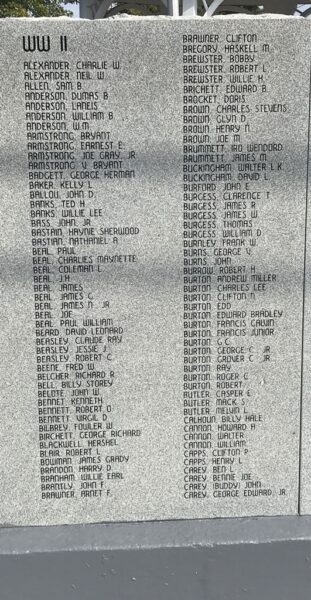 WW II
ALEXANDER, CHARLIE W.
ALEXANDER, NEIL W.
ALLEN, SAM B.
ANDERSON, DUMAS B.
ANDERSON, LANEIS
ANDERSON, WILLIAM B.
ANDERSON, W.M.
ARMSTRONG, BRYANT
ARMSTRONG, EARNEST E.
ARMSTRONG, JOE GRAY, JR.
ARMSTRONG, V. BRYANT
BADGETT, GEORGE HERMAN
BAKER, KELLY L.
BALLOU, JOHN D.
BANKS, TED H.
BANKS, WILLIE LEE
BASS, JOHN, JR.
BASTIAN, HAYNIE SHERWOOD
BASTIAN, NATHANIEL A.
BEAL, PAUL
BEAL, CHARLIES MAYNETTE
BEAL, COLEMAN L.
BEAL, J.H.
BEAL, JAMES
BEAL, JAMES G.
BEAL, JAMES N., JR.
BEAL, JOE
BEAL, PAUL WILLIAM
BEARD, DAVID LEONARD
BEASLEY, CLAUDE RAY
BEASLEY, JESSIE J.
BEASLEY, ROBERT C.
BEENE, FRED W.
BELCHER, RICHARD R.
BELL, BILLY STOREY
BELOTE, JOHN W.
BENNET, KENNETH
BENNETT, ROBERT O.
BENNETT, VIRGIL D.
BILBREY, FOWLER W.
BIRCHETT, GEORGE RICHARD
BLACKWELL, HERSHEL
BLAIR, ROBERT L.
BOWMAN, JAMES GRADY
BRANDON, HARRY D.
BRANHAM, WILLIE EARL
BRANTLY, JOHN F.
BRAWNER, ARNET F.
BRAWNER, CLIFTON
BREGORY, HASKELL M.
BREWSTER, BOBBY
BREWSTER, ROBERT L.
BREWSTER, WILLIE H.
BRICHETT, EDWARD B.
BROCKET, DORIS
BROWN, CHARLES STEVENS
BROWN, GLYN D.
BROWN, HENRY N.
BROWN, JOE M.
BRUMMETT, IRD WENDORD
BRUMMETT, JAMES M.
BUCKINGHAM, WALTER L.K.
BUCKINGHAM, DAVID L.
BURFORD, JOHN E.
BURGESS, CLARENCE T.
BURGESS, JAMES R.
BURGESS, JAMES W.
BURGESS, THOMAS
BURGESS, WILLIAM D.
BURNLEY, FRANK W.
BURNS, GEORGE V.
BURNS, JOHN
BURROW, ROBERT H.
BURTON, ANDREW MILLER
BURTON, CHARLES LEE
BURTON, CLIFTON N.
BURTON, EDD
BURTON, EDWARD BRADLEY
BURTON, FRANCIS GAVIN
BURTON, FRANCIS JUNIOR
BURTON, G.C.
BURTON, GEORGE C., JR.
BURTON, GROVER C., JR.
BURTON, RAY
BURTON, ROGER C.
BURTON, ROBERT
BUTLER, CASPER E.
BUTLER, MACK S.
BUTLER, MELVIN L.
CALHOUN, BILLY HALE
CANNON, HOWARD H.
CANNON, WALTER
CANNON, WILLIAM
CAPPS, CLIFTON P.
CAPPS, HENRY L.
CAREY, BEN L.
CAREY, BENNIE JOE
CAREY, (BUDDY) JOHN
CAREY, GEORGE EDWARD, JR.